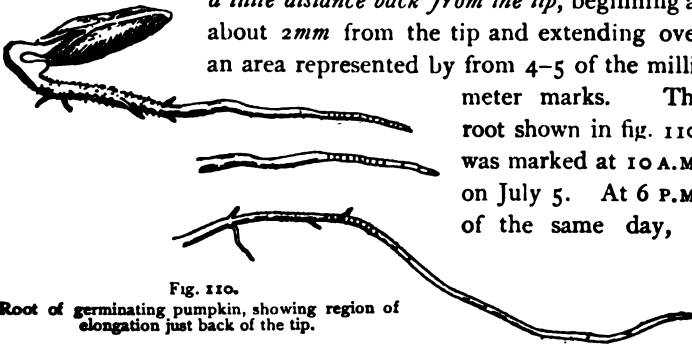 a little distance back from the tip, beginning a
about 2mm from the tip and extending ove
an area represented by from 4–5 of the milli
meter marks. Th
root shown in fig. 110
was marked at 10 A.M
on July 5. At 6 P.M
of the same day,
Fig. 110.
Root of germinating pumpkin, showing region of
elongation just back of the tip.